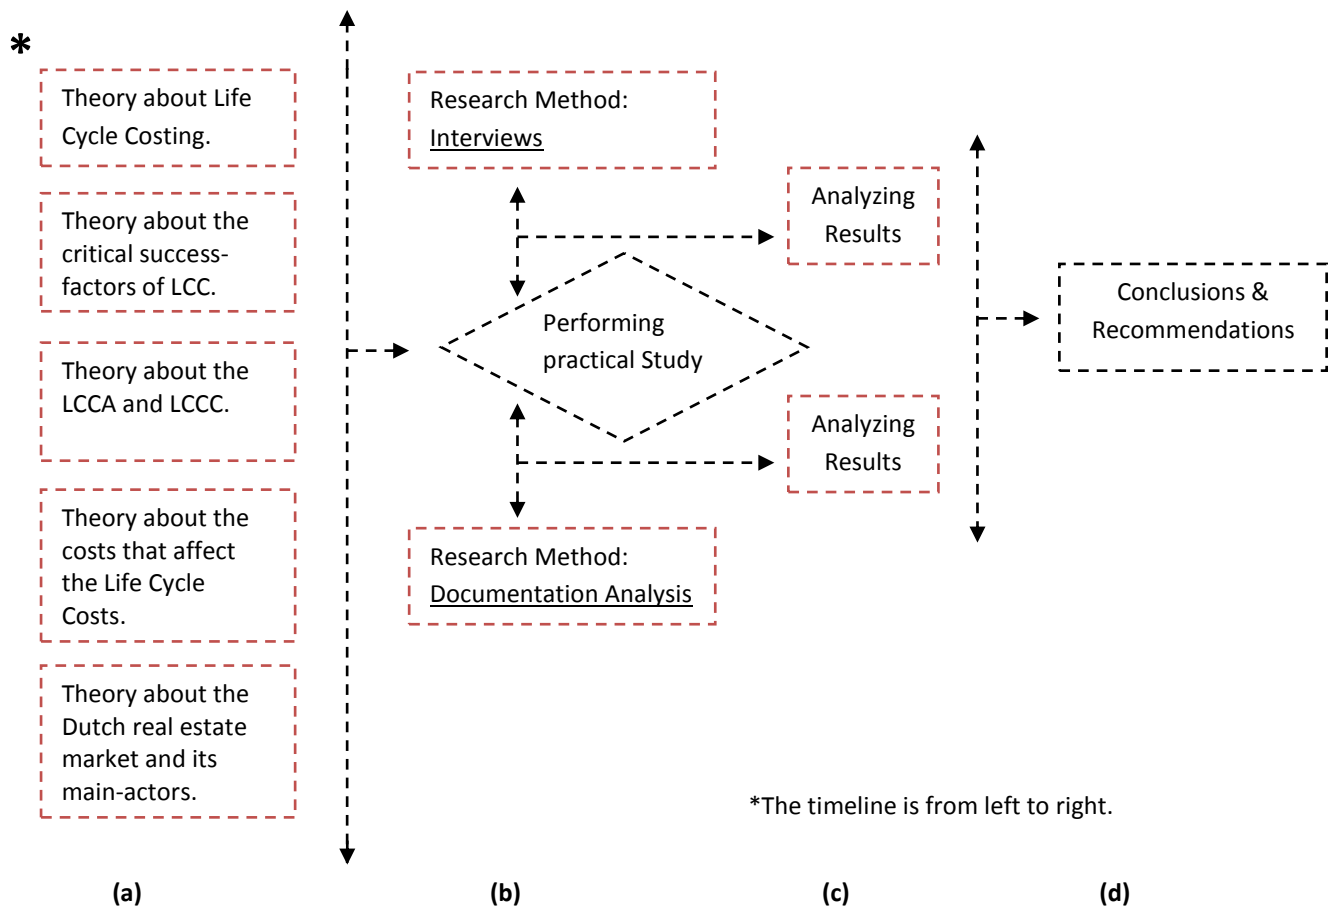 *
Theory about Life
Cycle Costing.
Theory about the
critical success-
factors of LCC.
Theory about the
LCCA and LCCC.
Theory about the
costs that affect
the Life Cycle
Costs.
Theory about the
Dutch real estate
market and its
main-actors.
Research Method:
Interviews
Performing
practical Study
Research Method:
Documentation Analysis
Analyzing
Results
Analyzing
Results
Conclusions &
Recommendations
*The timeline is from left to right.
(a)
(b)
(c)
(d)